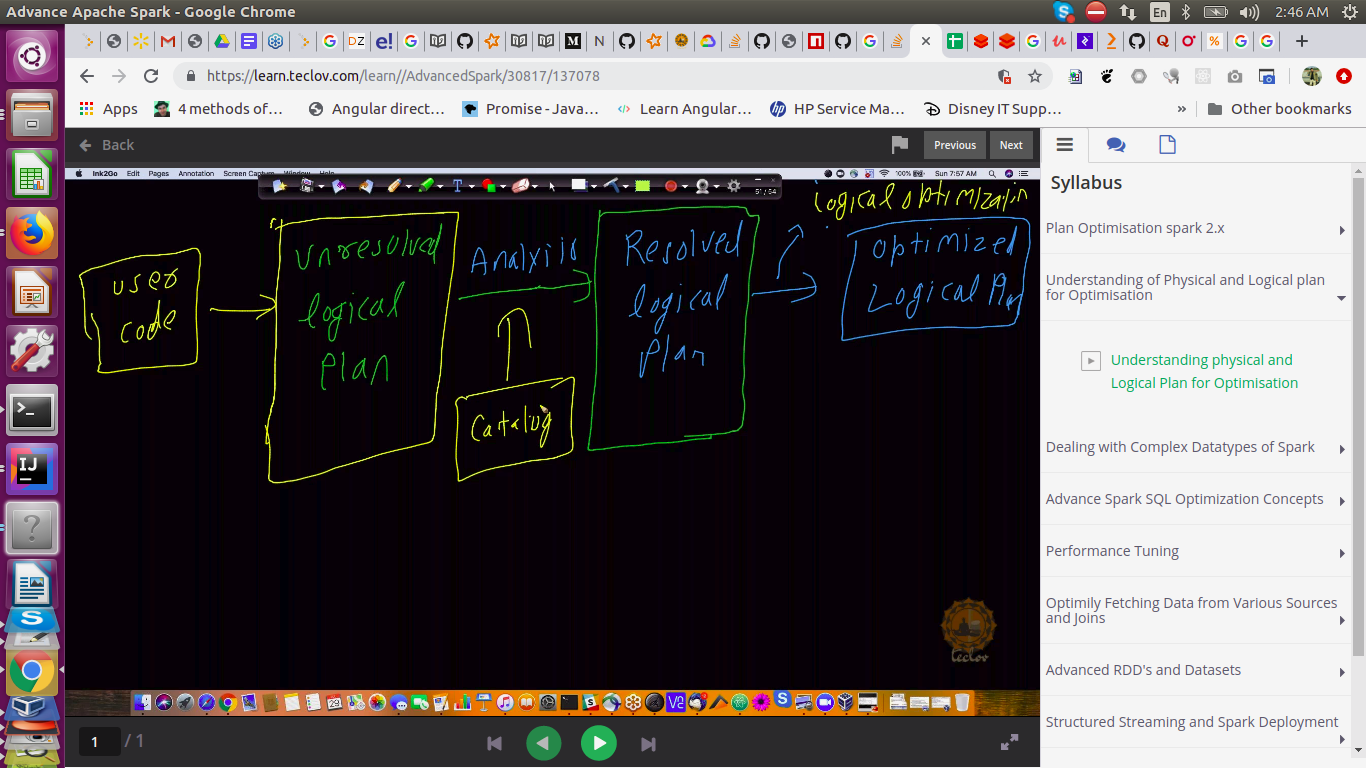 Advance Apache Spark - Google Chrome
En
2:46 AM
https://learn.teclov.com/learn//AdvancedSpark/30817/137078
Apps
4 methods of...
Angular direct...
Promise - Java...
Learn Angular...
HP Service Ma...
Disney IT Supp...
»
Other bookmarks
Back
Previous
Next
Ink2Go File Edit Pages Annotation Screen Capture Window Help
100%
Sun 7:57 AM
51 / 54
logical optimizatin
user
code
unresolved
logical
plan
Analyiis
Catalog
Resolved
logical
plan
optimized
Logical Plan
teclov
1 / 1
Syllabus
Plan Optimisation spark 2.x
Understanding of Physical and Logical plan
for Optimisation
Understanding physical and
Logical Plan for Optimisation
Dealing with Complex Datatypes of Spark
Advance Spark SQL Optimization Concepts
Performance Tuning
Optimily Fetching Data from Various Sources
and Joins
Advanced RDD's and Datasets
Structured Streaming and Spark Deployment